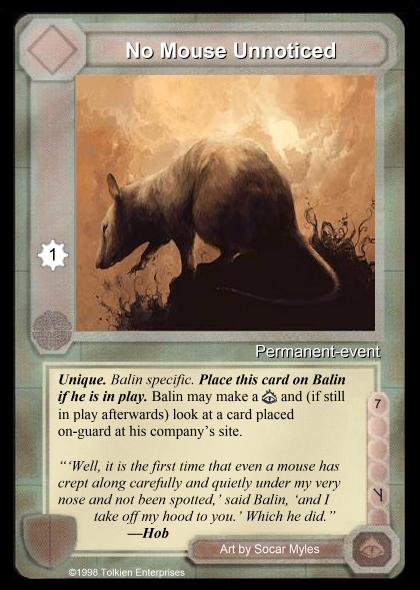 No Mouse Unnoticed
1
Permanent-event
Unique. Balin specific. Place this card on Balin
if he is in play. Balin may make a and (if still
in play afterwards) look at a card placed
on-guard at his company’s site.
7
“‘Well, it is the first time that even a mouse has
crept along carefully and quietly under my very
nose and not been spotted,’ said Balin, ‘and I
take off my hood to you.’ Which he did.”
—Hob
Art by Socar Myles
©1998 Tolkien Enterprises